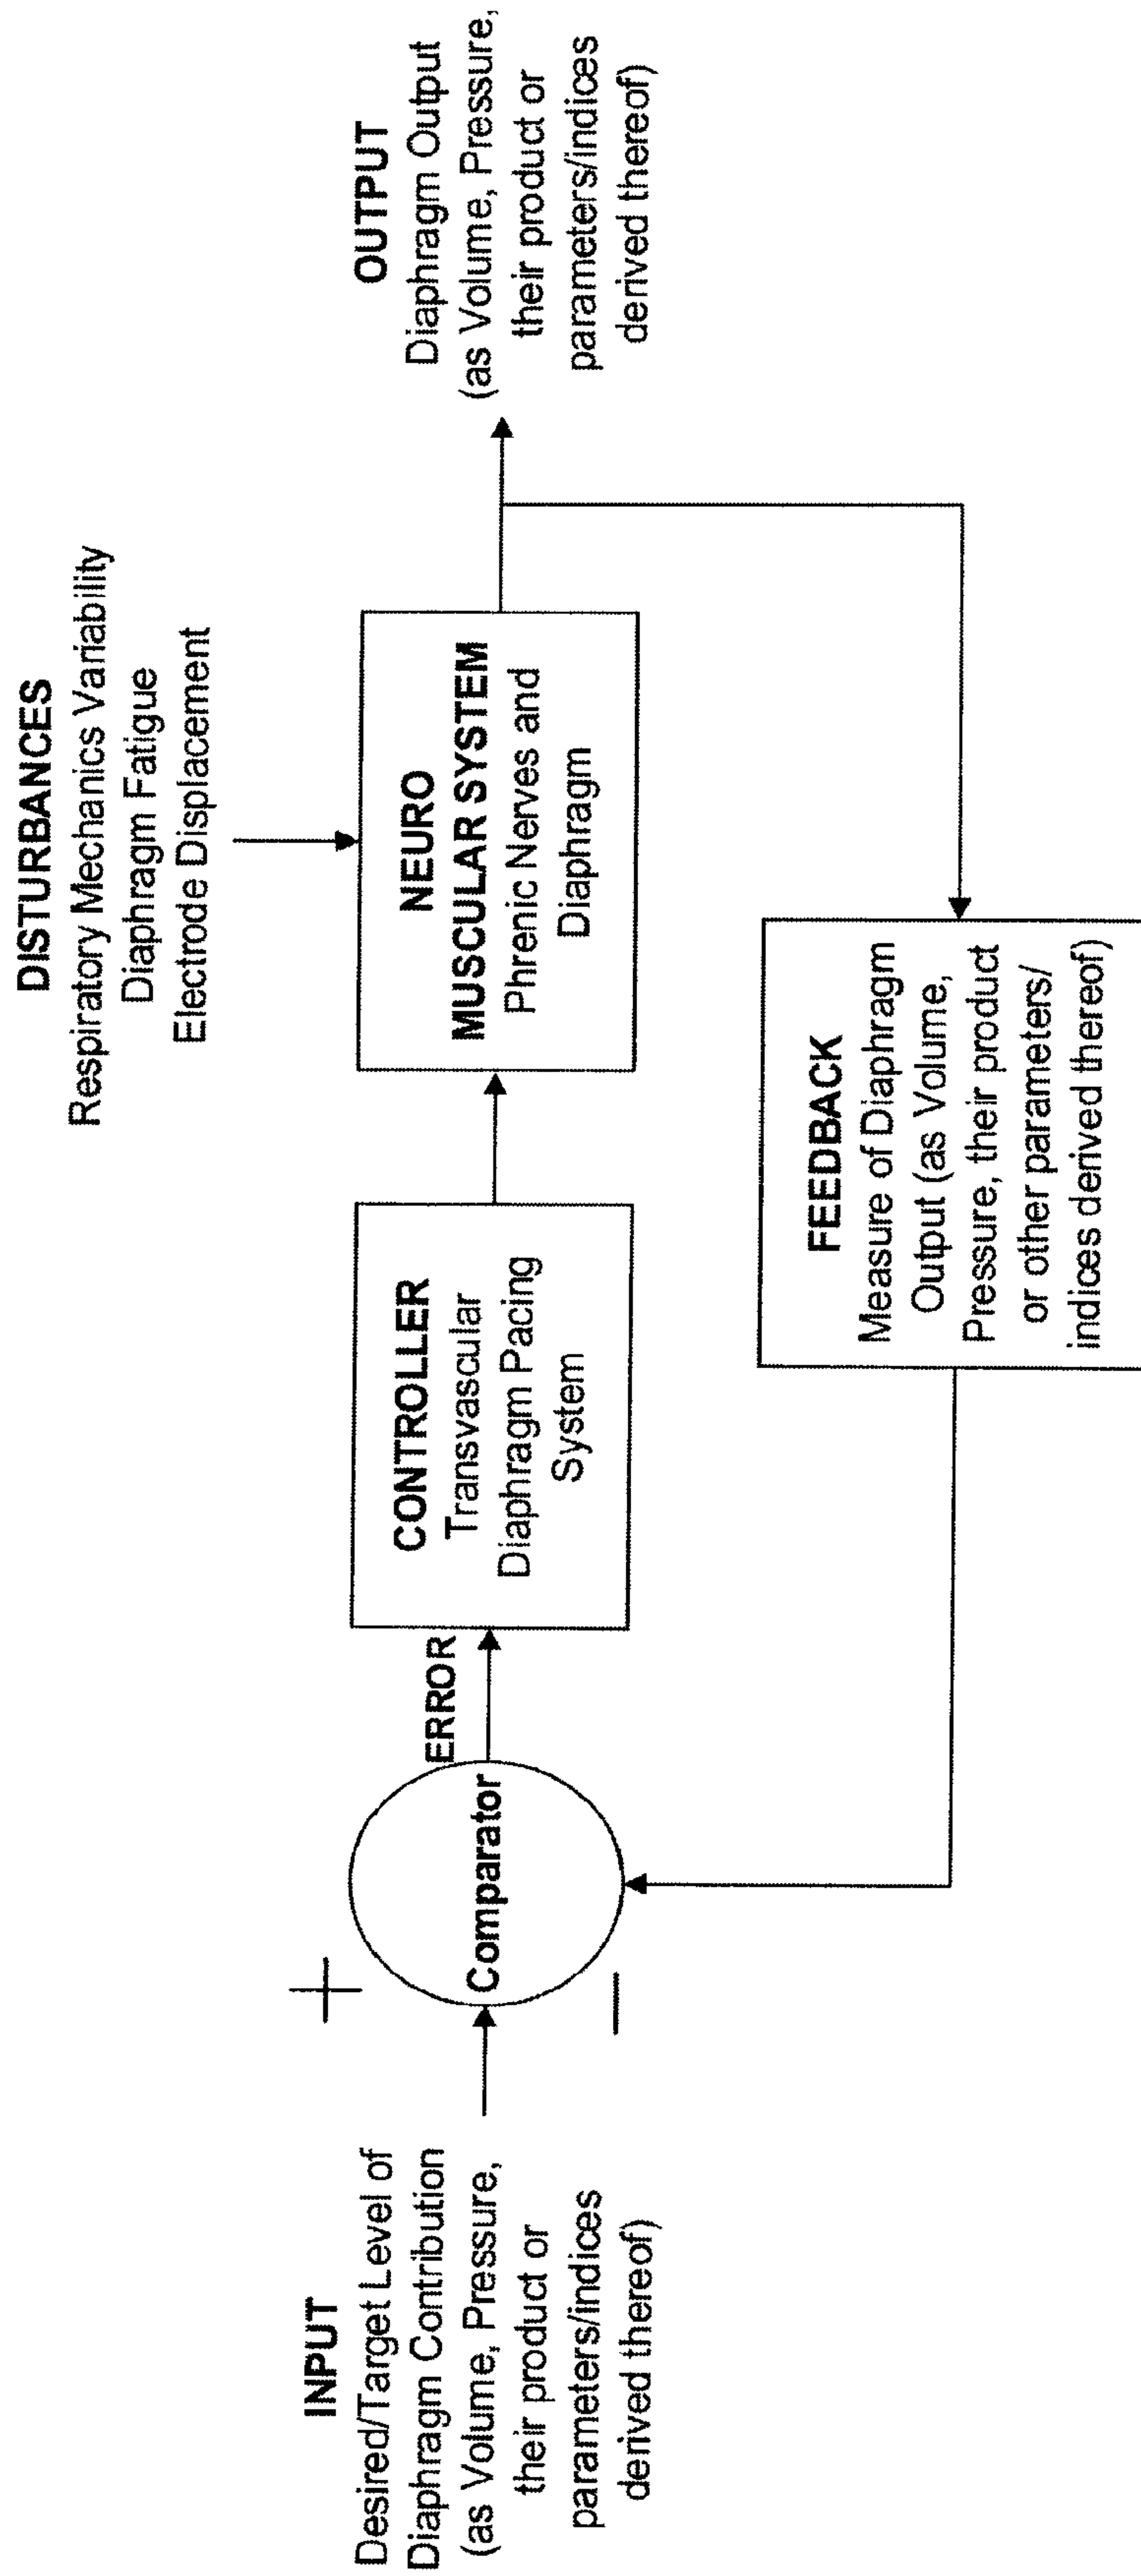 DISTURBANCES
Respiratory Mechanics Variability
Diaphragm Fatigue
Electrode Displacement
INPUT
Desired/Target Level of
Diaphragm Contribution
(as Volume, Pressure,
their product or
parameters/indices
derived thereof)
+
Comparator
−
ERROR
CONTROLLER
Transvascular
Diaphragm Pacing
System
NEURO
MUSCULAR SYSTEM
Phrenic Nerves and
Diaphragm
OUTPUT
Diaphragm Output
(as Volume, Pressure,
their product or
parameters/indices
derived thereof)
FEEDBACK
Measure of Diaphragm
Output (as Volume,
Pressure, their product
or other parameters/
indices derived thereof)